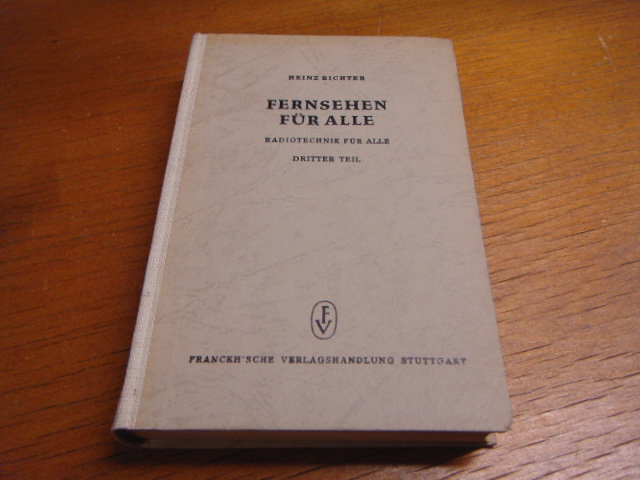 HEINZ RICHTER
FERNSEHEN
FÜR ALLE
RADIOTECHNIK FÜR ALLE
DRITTER TEIL
FV
FRANCKH'SCHE VERLAGSHANDLUNG STUTTGART